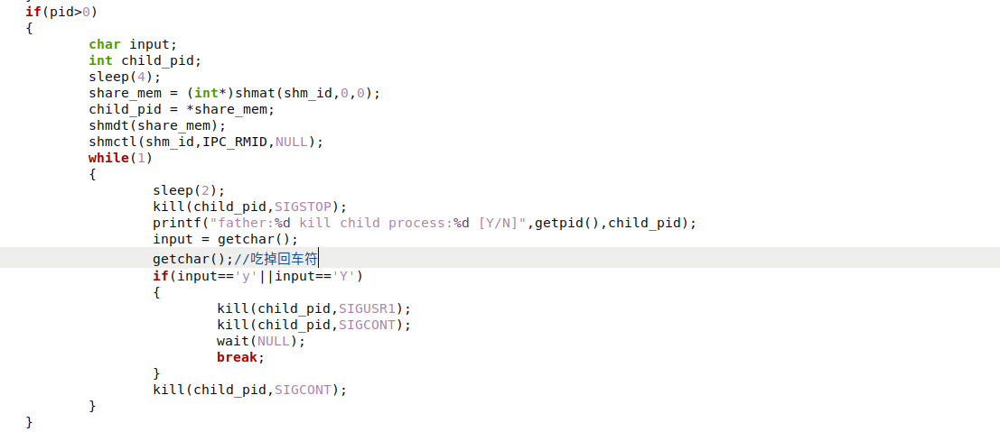 if(pid>0)
{
char input;
int child_pid;
sleep(4);
share_mem = (int*)shmat(shm_id,0,0);
child_pid = *share_mem;
shmdt(share_mem);
shmctl(shm_id,IPC_RMID,NULL);
while(1)
{
sleep(2);
kill(child_pid,SIGSTOP);
printf("father:%d kill child process:%d [Y/N]",getpid(),child_pid);
input = getchar();
getchar();//吃掉回车符
if(input=='y'||input=='Y')
{
kill(child_pid,SIGUSR1);
kill(child_pid,SIGCONT);
wait(NULL);
break;
}
kill(child_pid,SIGCONT);
}
}